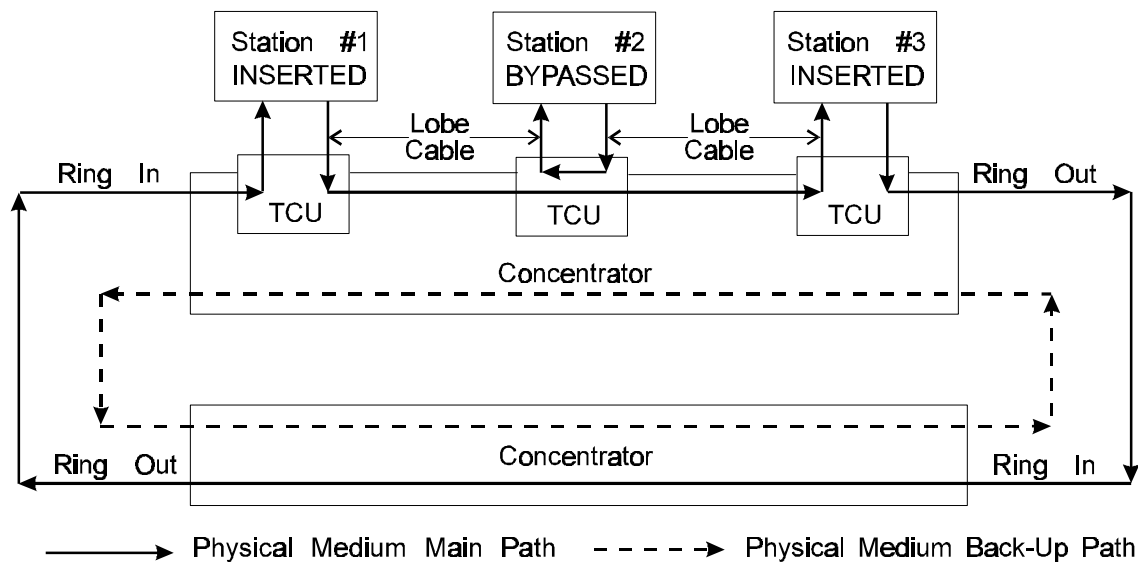 Station #1
INSERTED
Station #2
BYPASSED
Station #3
INSERTED
Lobe
Cable
Lobe
Cable
Ring In
Ring Out
TCU
TCU
TCU
Concentrator
Concentrator
Ring Out
Ring In
Physical Medium Main Path
Physical Medium Back-Up Path